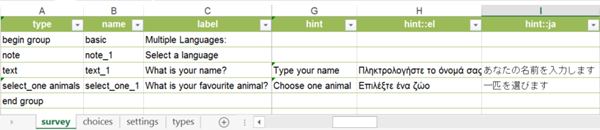 A B C G H I
type name label hint hint::el hint::ja
begin group basic Multiple Languages:
note note_1 Select a language
text text_1 What is your name? Type your name Πληκτρολογήστε το όνομά σας あなたの名前を入力します
select_one animals select_one_1 What is your favourite animal? Choose one animal Επιλέξτε ένα ζώο 一匹を選びます
end group
survey choices settings types